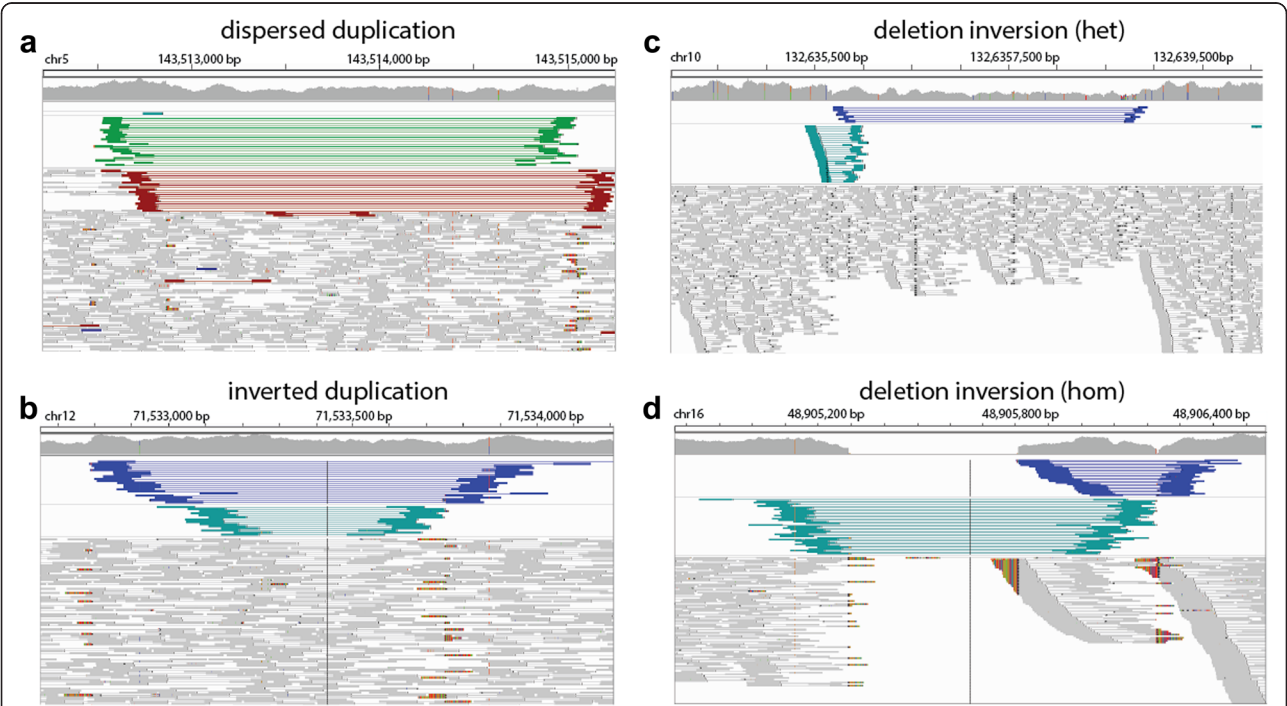 a
dispersed duplication
chr5
143,513,000 bp
143,514,000 bp
143,515,000 bp
c
deletion inversion (het)
chr10
132,635,500 bp
132,6357,500 bp
132,639,500 bp
b
inverted duplication
chr12
71,533,000 bp
71,533,500 bp
71,534,000 bp
d
deletion inversion (hom)
chr16
48,905,200 bp
48,905,800 bp
48,906,400 bp